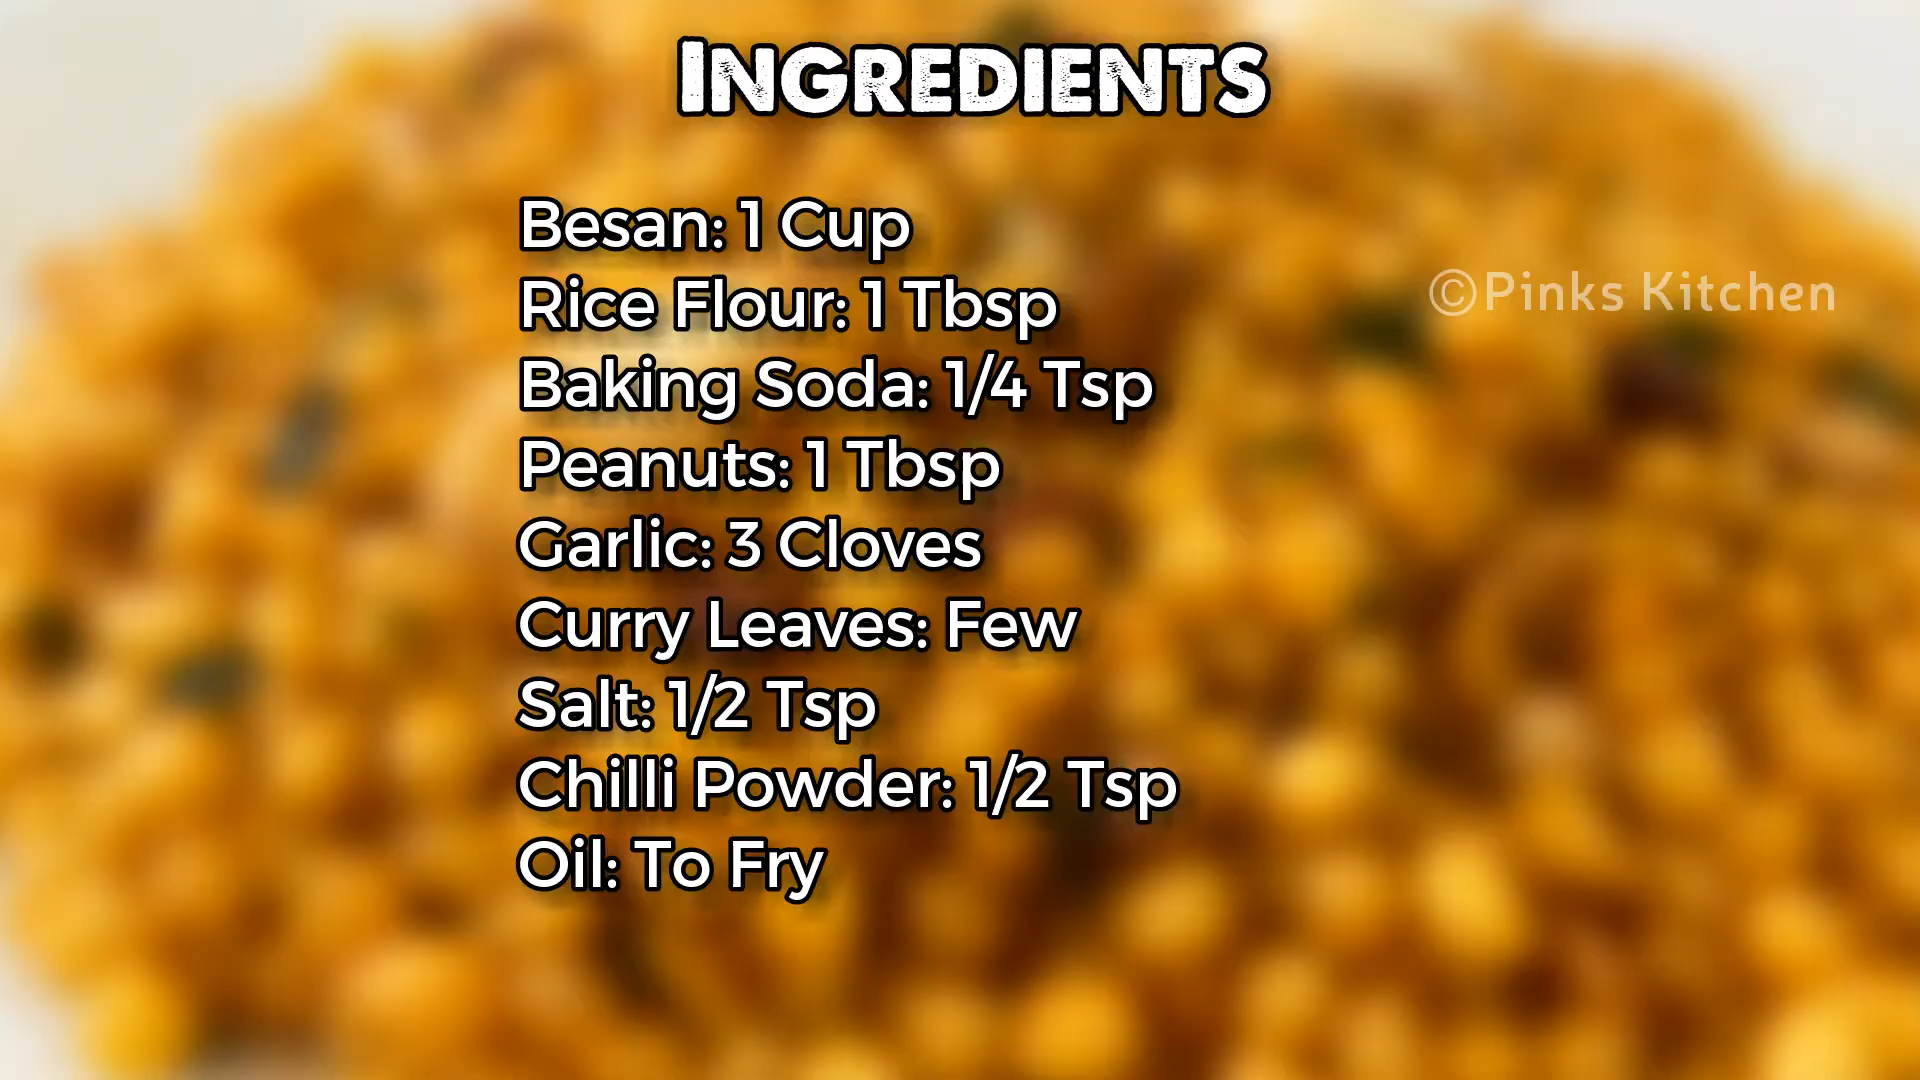 INGREDIENTS
Besan: 1 Cup
Rice Flour: 1 Tbsp
©Pinks Kitchen
Baking Soda: 1/4 Tsp
Peanuts: 1 Tbsp
Garlic: 3 Cloves
Curry Leaves: Few
Salt: 1/2 Tsp
Chilli Powder: 1/2 Tsp
Oil: To Fry